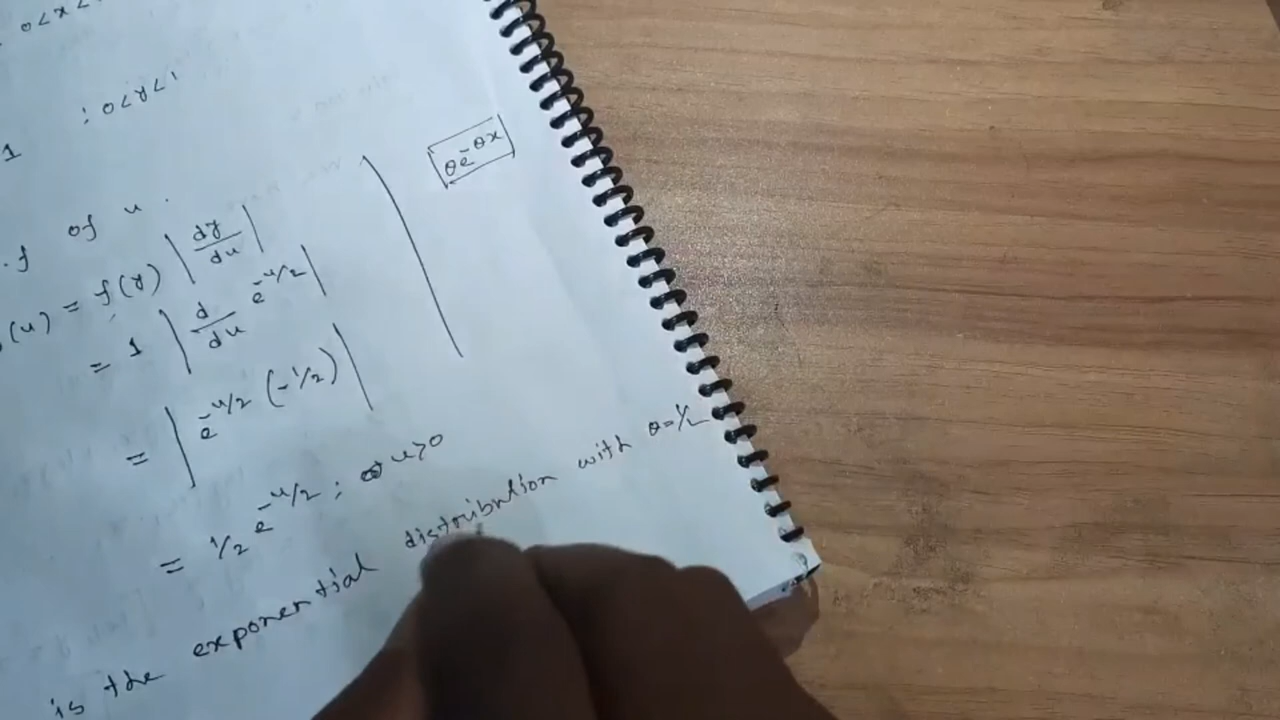 0<x<
; 0<y<1
1
θe^-θx
.f of u.
(u) = f(y) |dy/du|
= 1 |d/du e^-u/2|
= |e^-u/2 (-1/2)|
= 1/2 e^-u/2 ; u>0
is the exponential distribution with θ=1/2